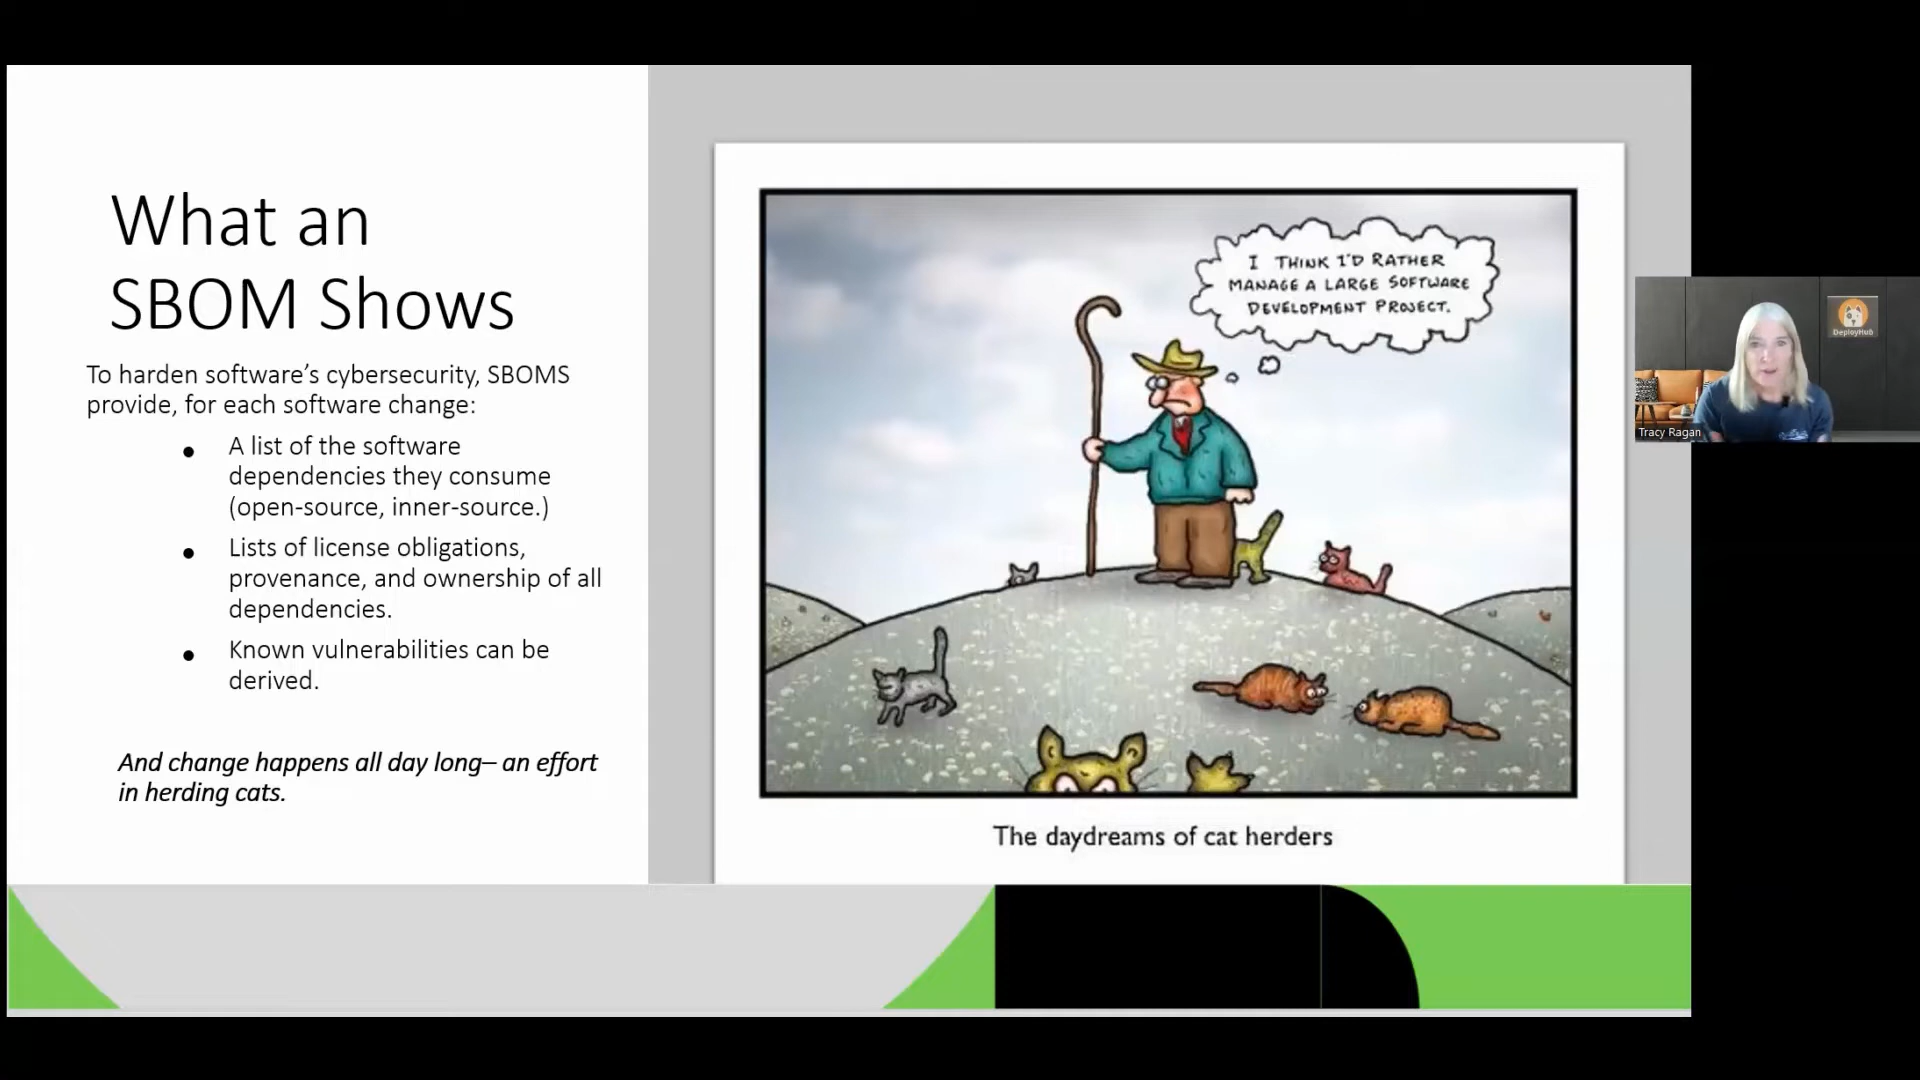 What an
SBOM Shows
To harden software’s cybersecurity, SBOMS
provide, for each software change:
● A list of the software
dependencies they consume
(open-source, inner-source.)
● Lists of license obligations,
provenance, and ownership of all
dependencies.
● Known vulnerabilities can be
derived.
And change happens all day long– an effort
in herding cats.
I THINK I'D RATHER
MANAGE A LARGE SOFTWARE
DEVELOPMENT PROJECT.
The daydreams of cat herders
DeployHub
Tracy Ragan